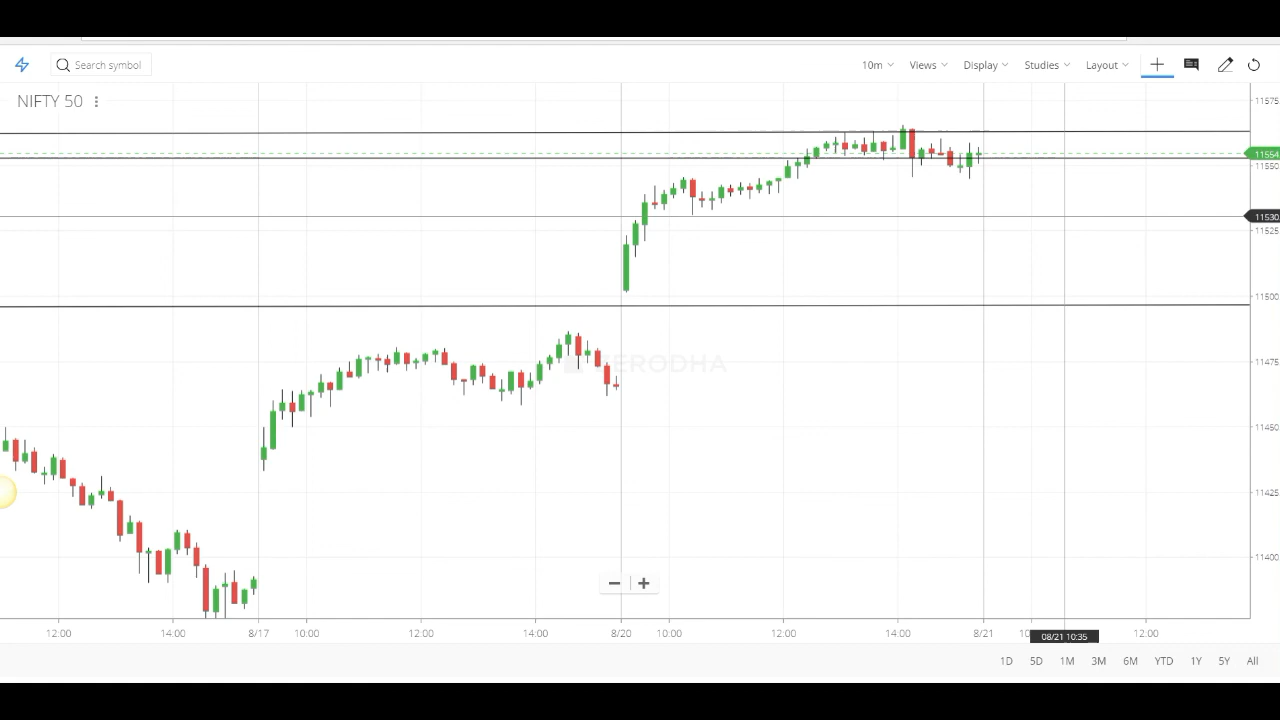 Search symbol
10m Views Display Studies Layout
NIFTY 50
11575
11554
11550
11530
11525
11500
ZERODHA
11475
11450
11425
11400
12:00 14:00 8/17 10:00 12:00 14:00 8/20 10:00 12:00 14:00 8/21 08/21 10:35 12:00
1D 5D 1M 3M 6M YTD 1Y 5Y All